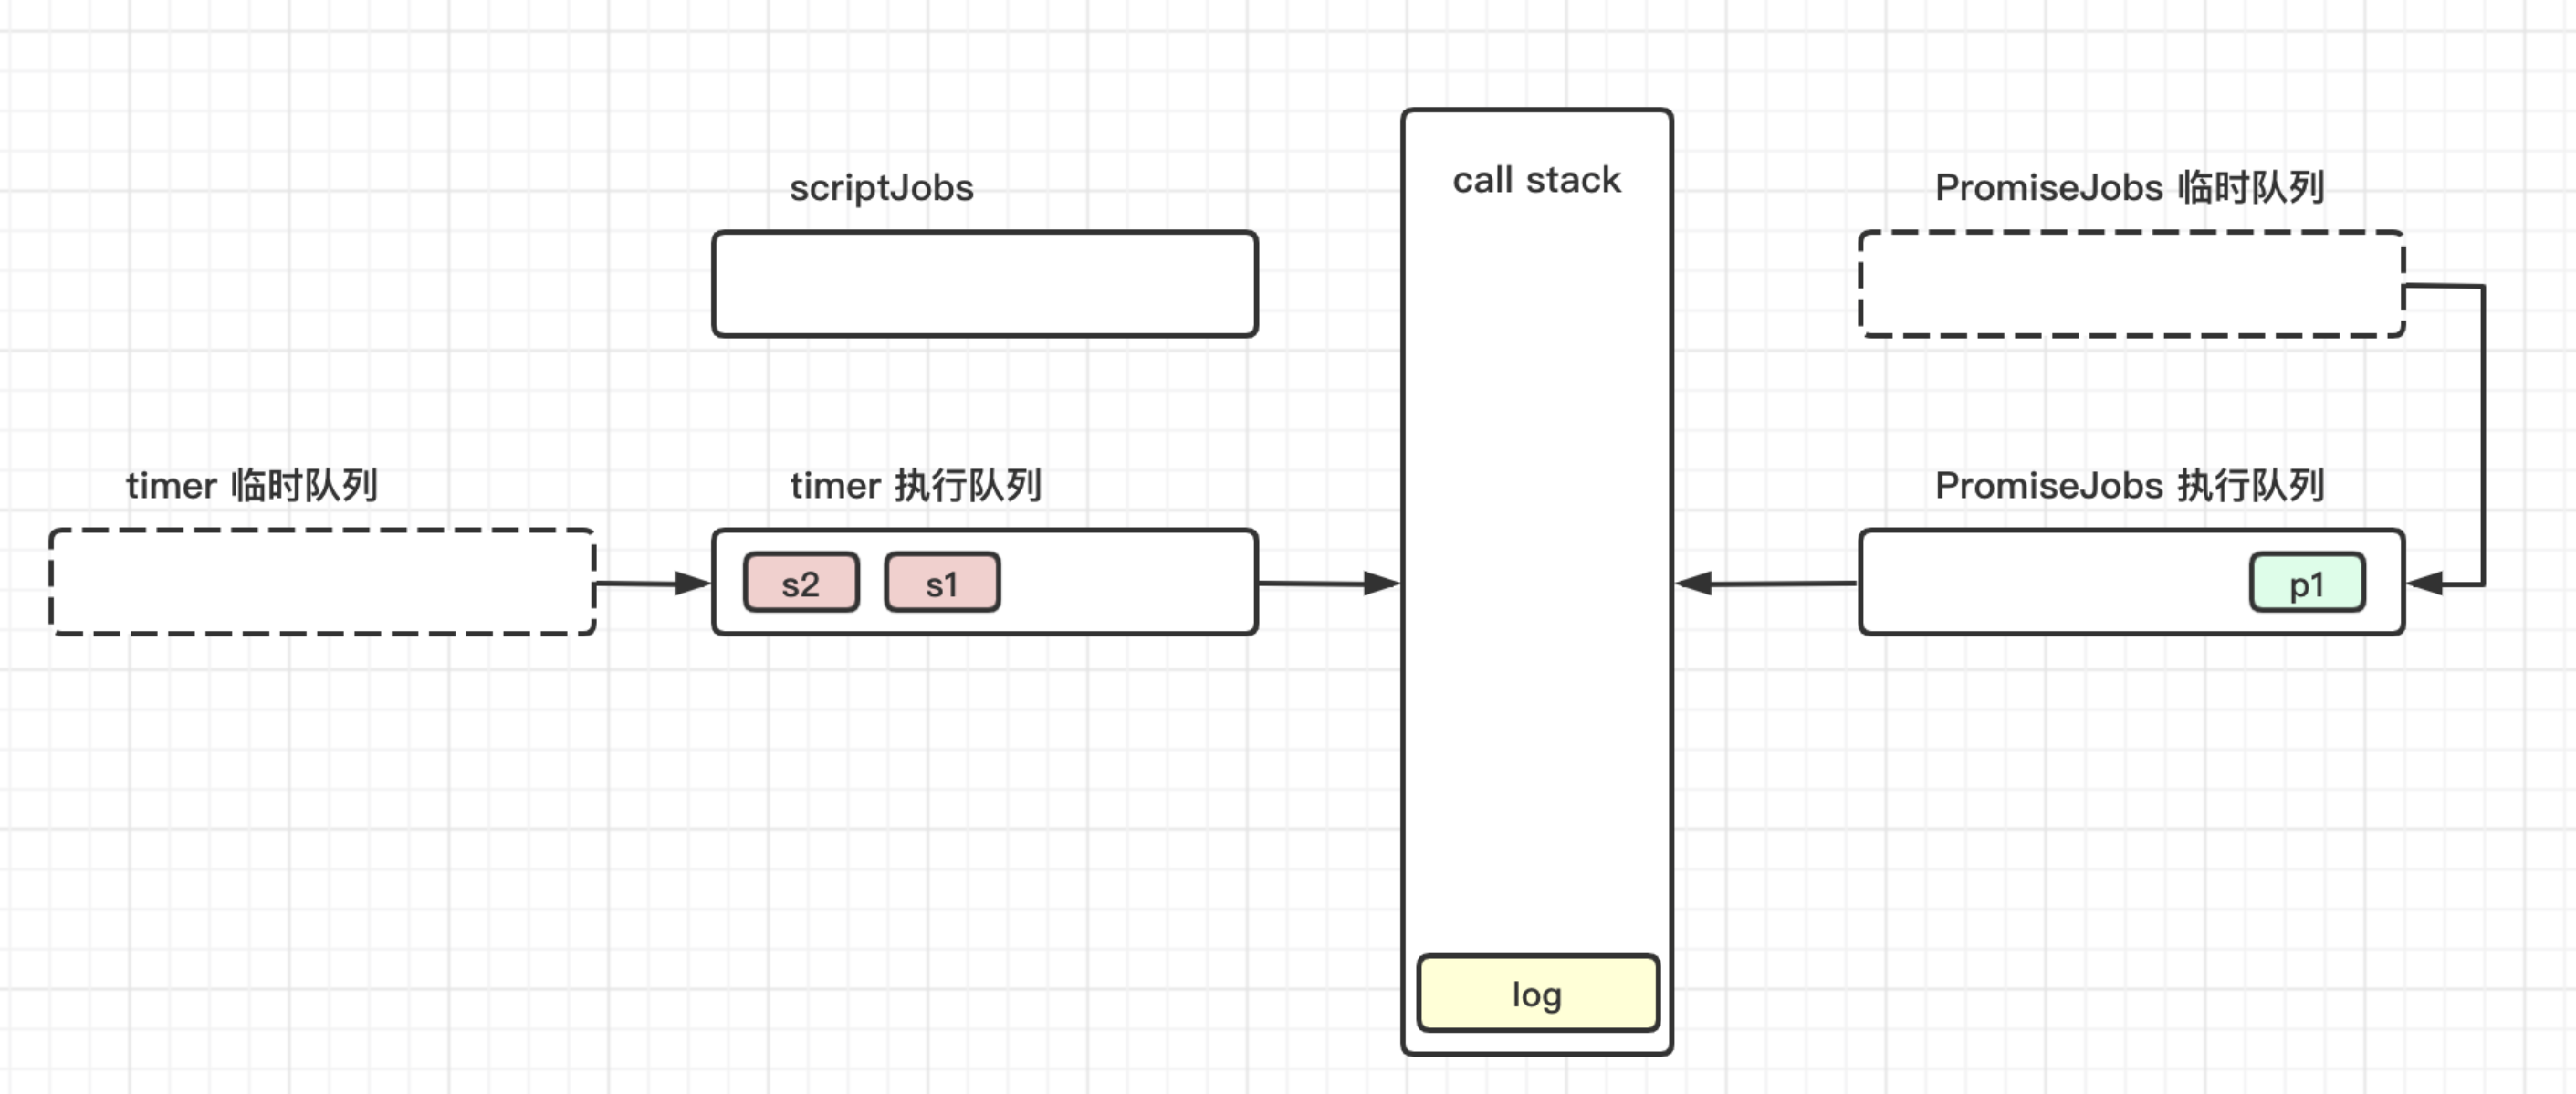 call stack
scriptJobs
PromiseJobs 临时队列
timer 临时队列
timer 执行队列
PromiseJobs 执行队列
s2
s1
p1
log